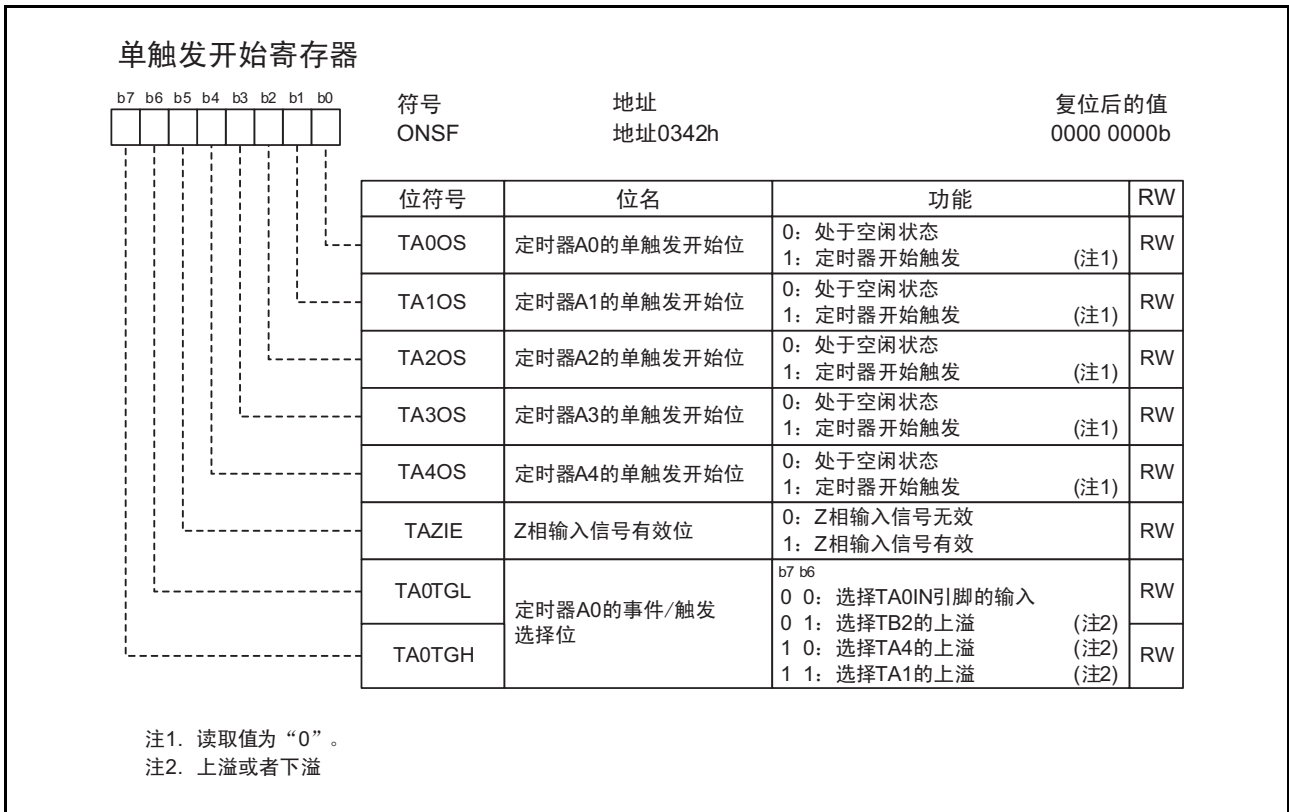 单触发开始寄存器
b7 b6 b5 b4 b3 b2 b1 b0
符号 地址 复位后的值
ONSF 地址0342h 0000 0000b
位符号 位名 功能 RW
TA0OS 定时器A0的单触发开始位 0：处于空闲状态 RW
1：定时器开始触发 (注1)
TA1OS 定时器A1的单触发开始位 0：处于空闲状态 RW
1：定时器开始触发 (注1)
TA2OS 定时器A2的单触发开始位 0：处于空闲状态 RW
1：定时器开始触发 (注1)
TA3OS 定时器A3的单触发开始位 0：处于空闲状态 RW
1：定时器开始触发 (注1)
TA4OS 定时器A4的单触发开始位 0：处于空闲状态 RW
1：定时器开始触发 (注1)
TAZIE Z相输入信号有效位 0：Z相输入信号无效 RW
1：Z相输入信号有效
b7 b6
TA0TGL 0 0：选择TA0IN引脚的输入 RW
定时器A0的事件/触发 0 1：选择TB2的上溢 (注2)
选择位 1 0：选择TA4的上溢 (注2)
TA0TGH 1 1：选择TA1的上溢 (注2) RW
注1. 读取值为“0”。
注2. 上溢或者下溢